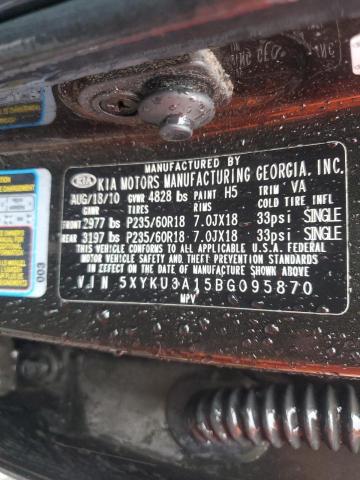 MANUFACTURED BY
KIA KIA MOTORS MANUFACTURING GEORGIA, INC.
AUG/18/10 GVWR 4828 lbs PAINT H5 TRIM VA
GAWR TIRES RIMS COLD TIRE INFL
FRONT 2977 lbs P235/60R18 7.0JX18 33psi SINGLE
REAR 3197 lbs P235/60R18 7.0JX18 33psi SINGLE
THIS VEHICLE CONFORMS TO ALL APPLICABLE U.S.A. FEDERAL
MOTOR VEHICLE SAFETY, BUMPER, AND THEFT PREVENTION
STANDARDS IN EFFECT ON THE DATE OF MANUFACTURE SHOWN ABOVE
VIN 5XYKU3A15BG095870
MPV
003